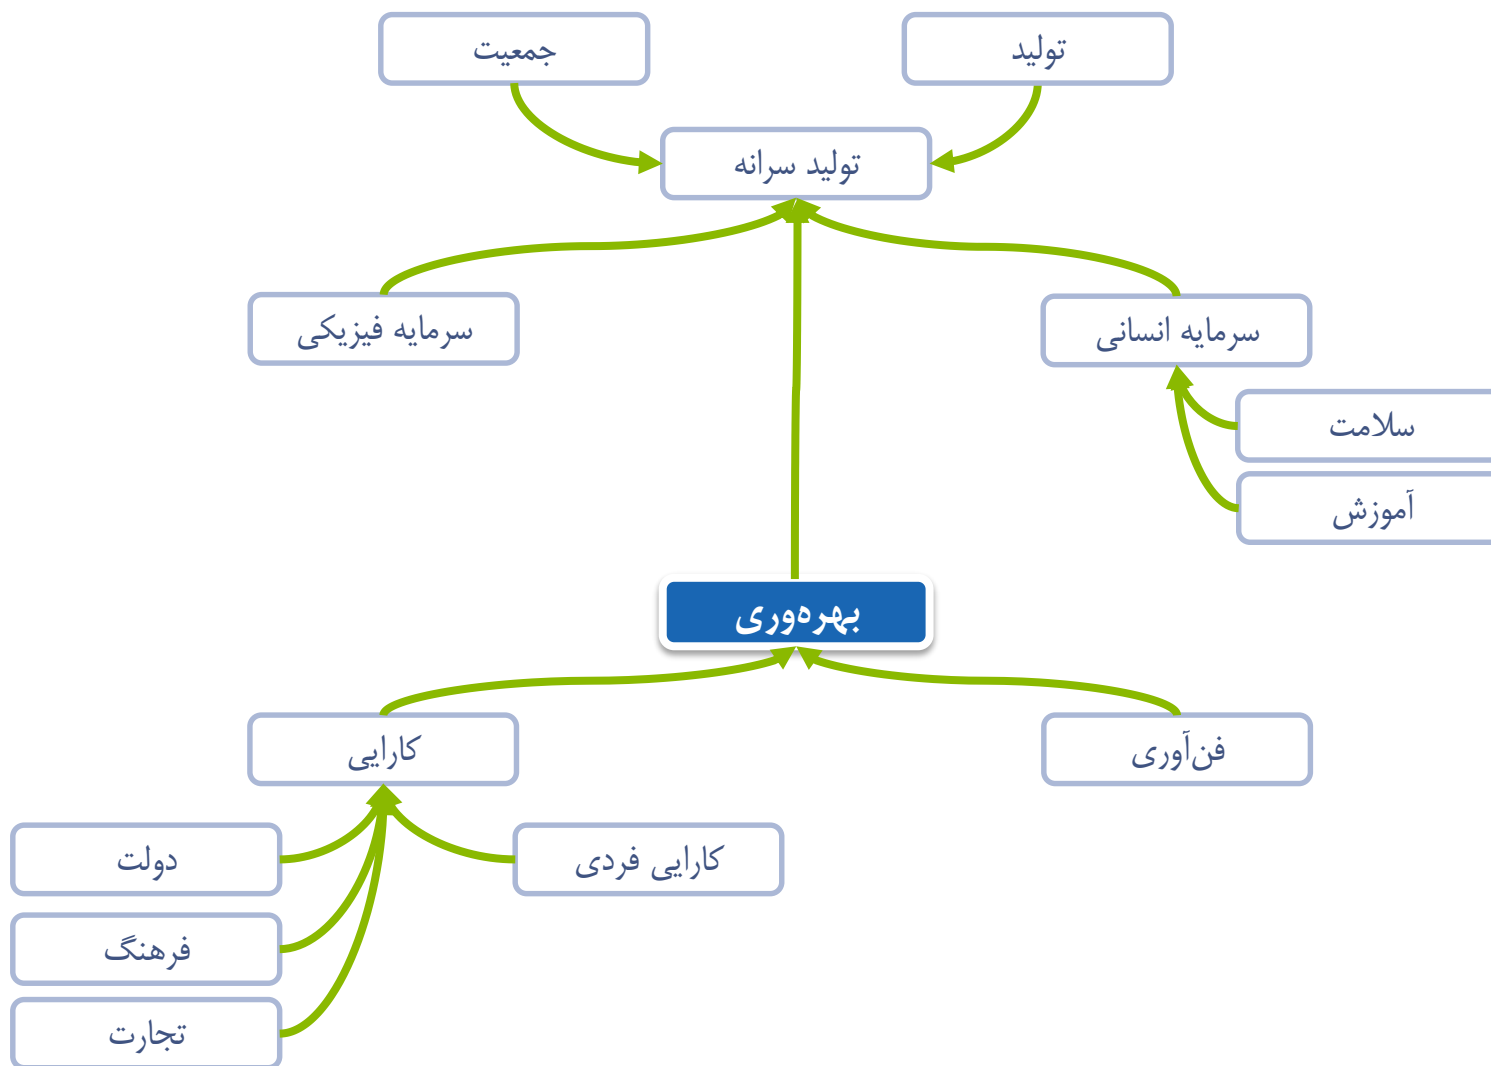 تولید
جمعیت
تولید سرانه
سرمایه انسانی
سرمایه فیزیکی
سلامت
آموزش
بهره‌وری
فن‌آوری
کارایی
کارایی فردی
دولت
فرهنگ
تجارت